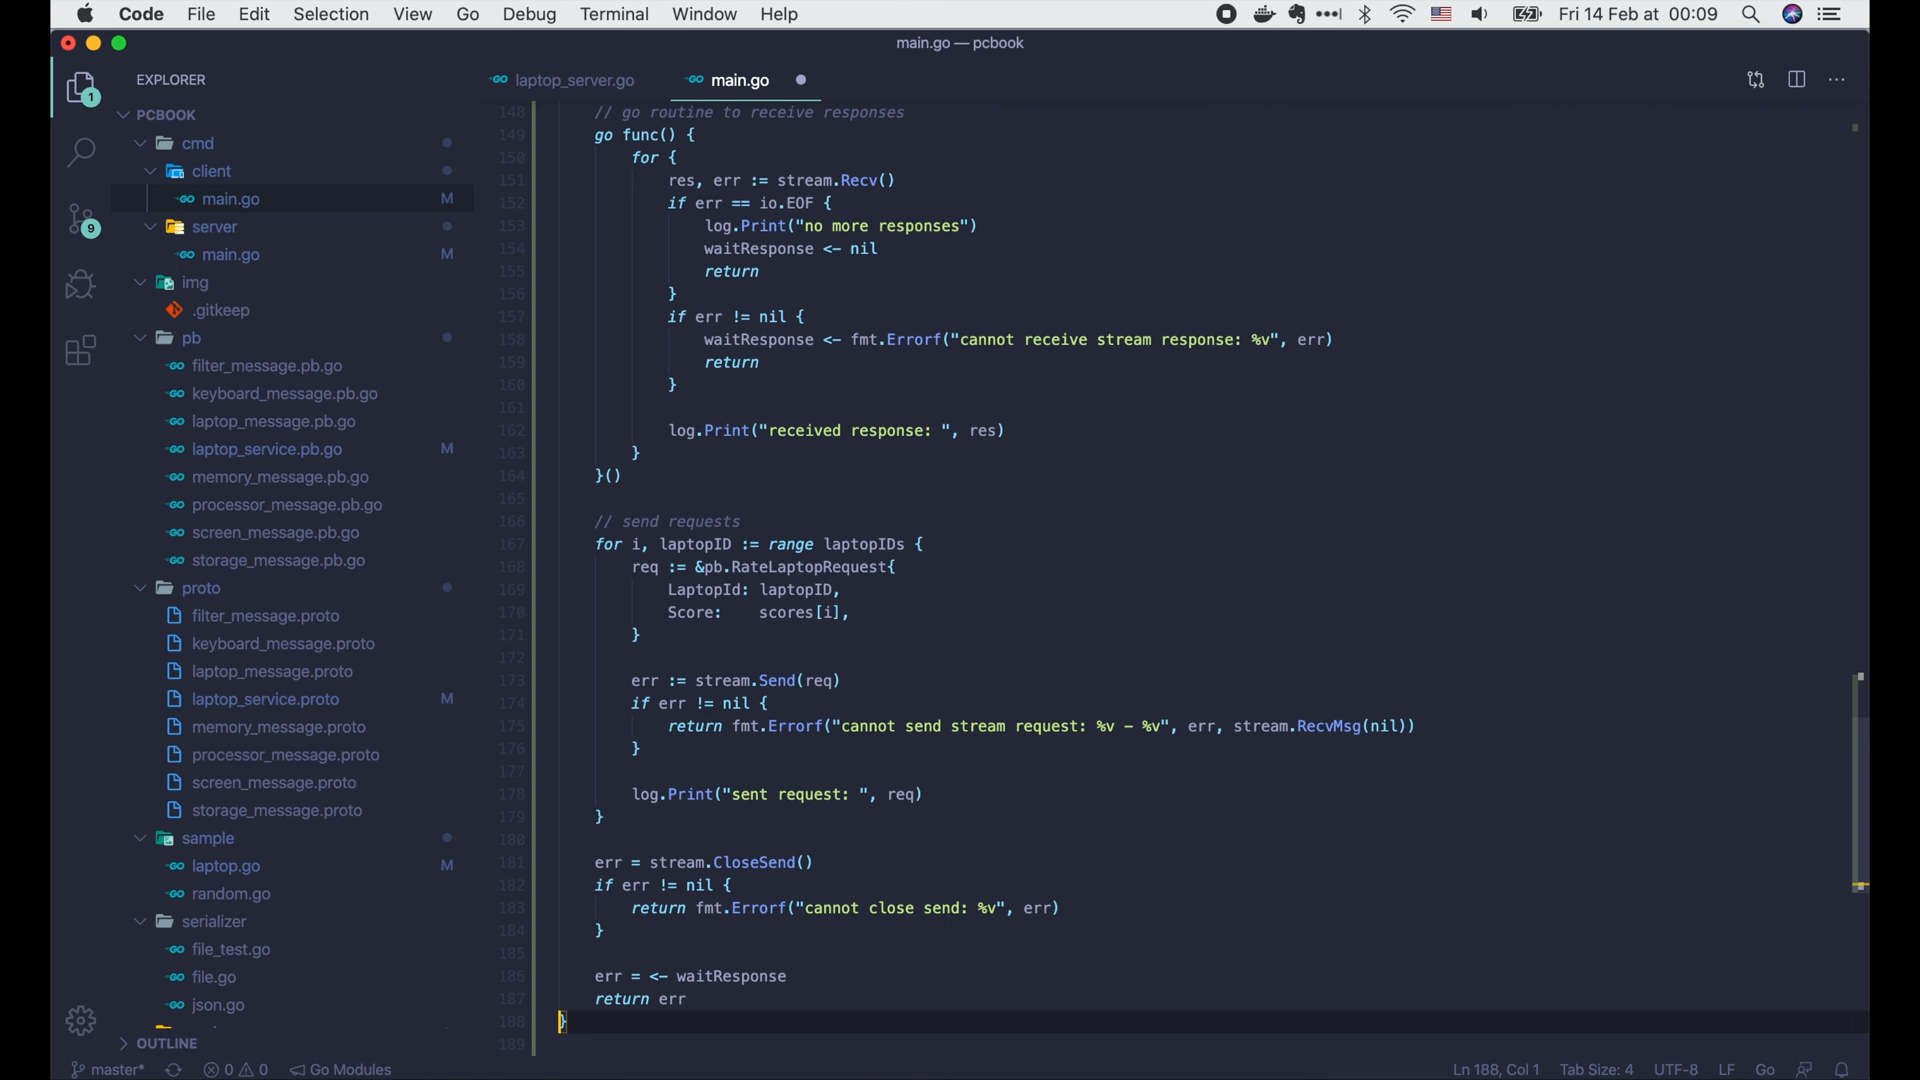 Code File Edit Selection View Go Debug Terminal Window Help
Fri 14 Feb at 00:09
main.go — pcbook
EXPLORER
1
9
PCBOOK
cmd
client
main.go M
server
main.go M
img
.gitkeep
pb
filter_message.pb.go
keyboard_message.pb.go
laptop_message.pb.go
laptop_service.pb.go M
memory_message.pb.go
processor_message.pb.go
screen_message.pb.go
storage_message.pb.go
proto
filter_message.proto
keyboard_message.proto
laptop_message.proto
laptop_service.proto M
memory_message.proto
processor_message.proto
screen_message.proto
storage_message.proto
sample
laptop.go M
random.go
serializer
file_test.go
file.go
json.go
OUTLINE
laptop_server.go main.go
148 // go routine to receive responses
149 go func() {
150 for {
151 res, err := stream.Recv()
152 if err == io.EOF {
153 log.Print("no more responses")
154 waitResponse <- nil
155 return
156 }
157 if err != nil {
158 waitResponse <- fmt.Errorf("cannot receive stream response: %v", err)
159 return
160 }
161
162 log.Print("received response: ", res)
163 }
164 }()
165
166 // send requests
167 for i, laptopID := range laptopIDs {
168 req := &pb.RateLaptopRequest{
169 LaptopId: laptopID,
170 Score: scores[i],
171 }
172
173 err := stream.Send(req)
174 if err != nil {
175 return fmt.Errorf("cannot send stream request: %v - %v", err, stream.RecvMsg(nil))
176 }
177
178 log.Print("sent request: ", req)
179 }
180
181 err = stream.CloseSend()
182 if err != nil {
183 return fmt.Errorf("cannot close send: %v", err)
184 }
185
186 err = <- waitResponse
187 return err
188 }
189
master* 0 0 Go Modules Ln 188, Col 1 Tab Size: 4 UTF-8 LF Go